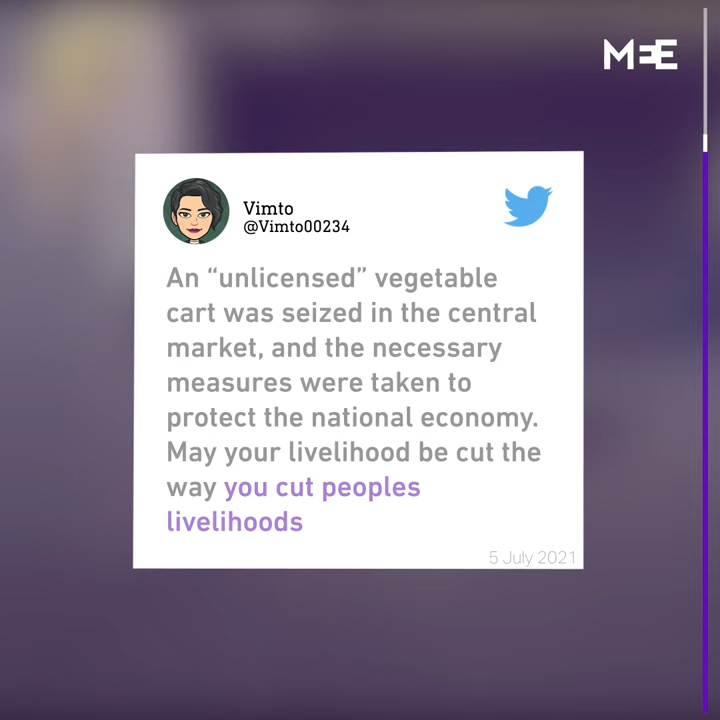 MEE
Vimto
@Vimto00234
An “unlicensed” vegetable
cart was seized in the central
market, and the necessary
measures were taken to
protect the national economy.
May your livelihood be cut the
way you cut peoples
livelihoods
5 July 2021